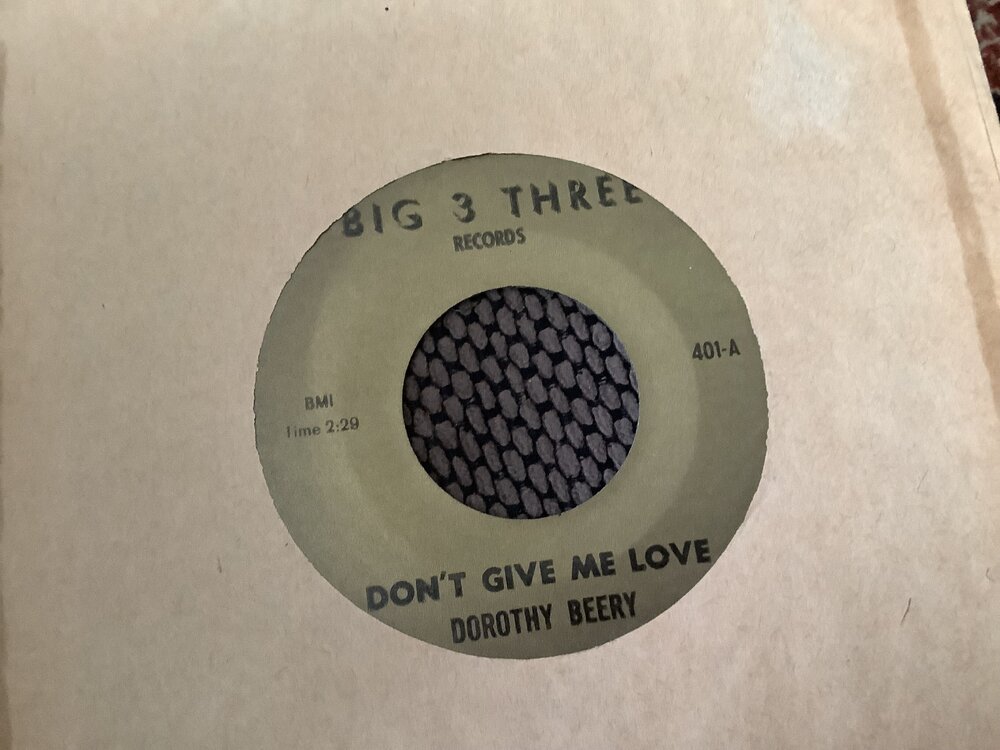 BIG 3 THREE
RECORDS
401-A
BMI
Time 2:29
DON'T GIVE ME LOVE
DOROTHY BEERY